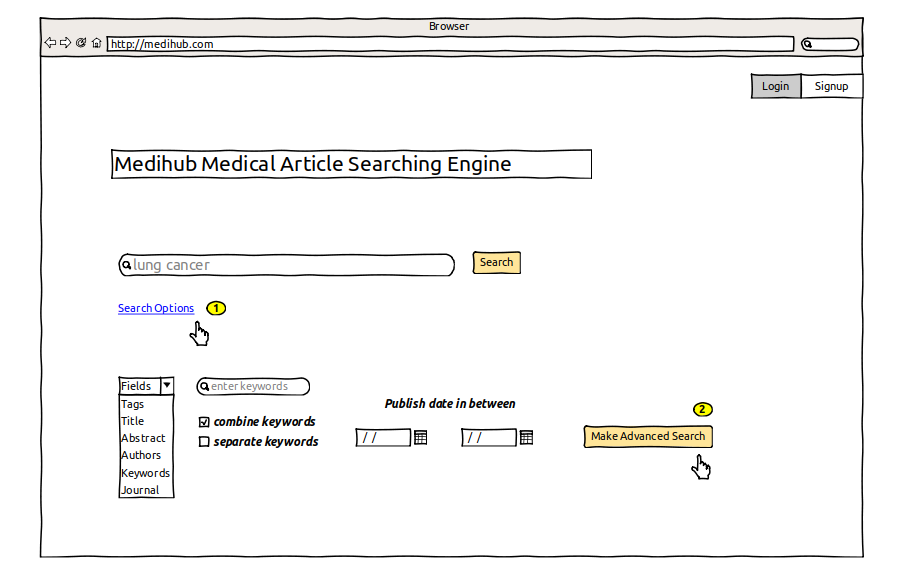 Browser
http://medihub.com
Login
Signup
Medihub Medical Article Searching Engine
lung cancer
Search
Search Options
1
Fields
enter keywords
Tags
Title
Abstract
Authors
Keywords
Journal
combine keywords
separate keywords
Publish date in between
/ /
/ /
2
Make Advanced Search